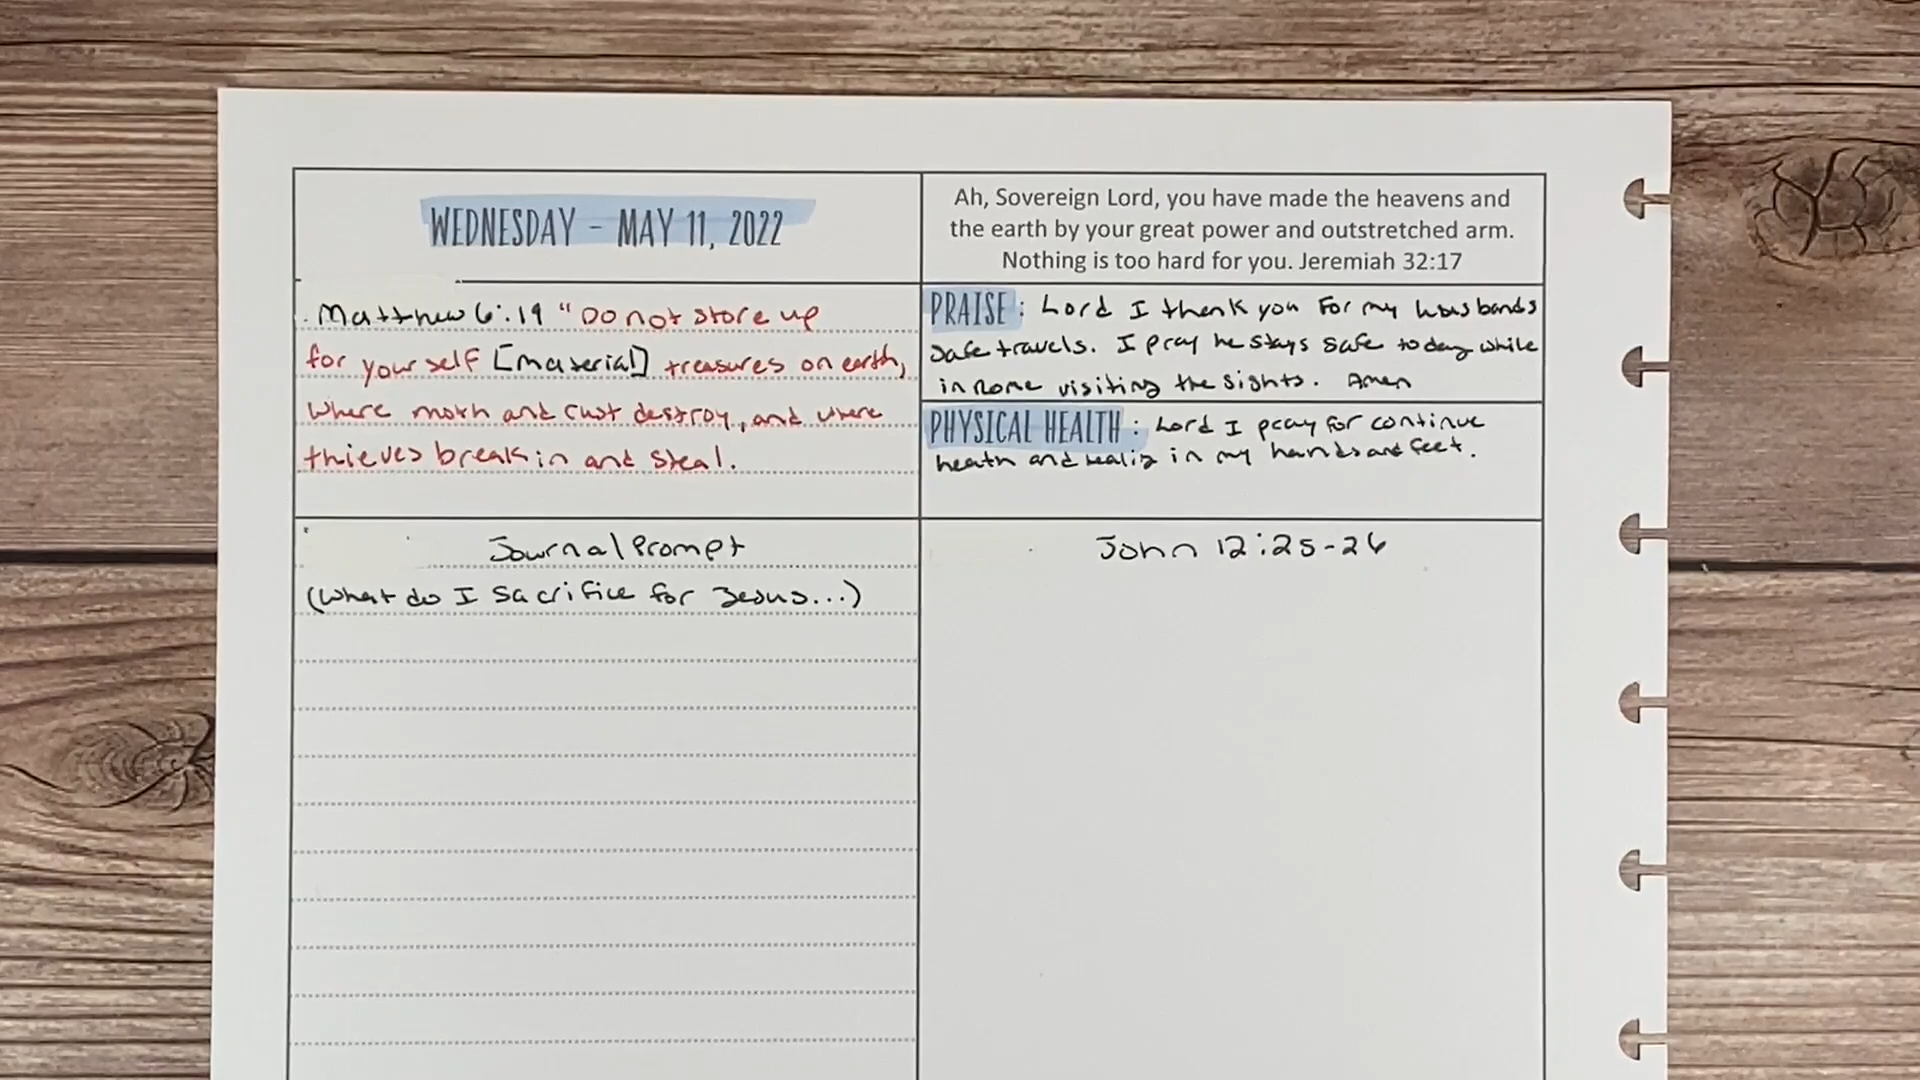 WEDNESDAY - MAY 11, 2022
Ah, Sovereign Lord, you have made the heavens and
the earth by your great power and outstretched arm.
Nothing is too hard for you. Jeremiah 32:17
Matthew 6:19 "Do not store up
for your self [material] treasures on earth,
where moth and rust destroy, and where
thieves break in and steal.
PRAISE: Lord I thank you For my husbands
safe travels. I pray he stays safe today while
in Rome visiting the sights. Amen
PHYSICAL HEALTH: Lord I pray for continue
heath and in my hands and feet.
Journal Prompt
(What do I sacrifice for Jesus...)
John 12:25-26